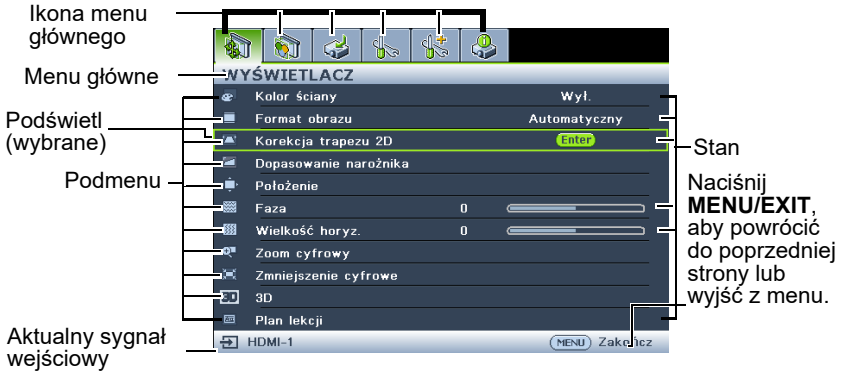 Ikona menu
głównego
Menu główne
Podświetl
(wybrane)
Podmenu
Aktualny sygnał
wejściowy
WYŚWIETLACZ
Kolor ściany Wył.
Format obrazu Automatyczny
Korekcja trapezu 2D Enter
Dopasowanie narożnika
Położenie
Faza 0
Wielkość horyz. 0
Zoom cyfrowy
Zmniejszenie cyfrowe
3D 3D
Plan lekcji
HDMI-1 MENU Zakończ
Stan
Naciśnij
MENU/EXIT,
aby powrócić
do poprzedniej
strony lub
wyjść z menu.